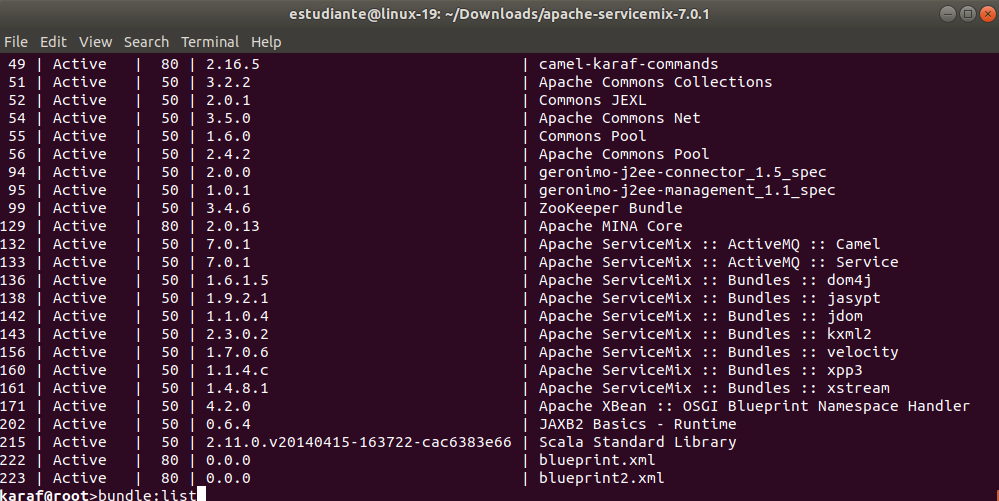 estudiante@linux-19: ~/Downloads/apache-servicemix-7.0.1
File Edit View Search Terminal Help
49 | Active | 80 | 2.16.5 | camel-karaf-commands
51 | Active | 50 | 3.2.2 | Apache Commons Collections
52 | Active | 50 | 2.0.1 | Commons JEXL
54 | Active | 50 | 3.5.0 | Apache Commons Net
55 | Active | 50 | 1.6.0 | Commons Pool
56 | Active | 50 | 2.4.2 | Apache Commons Pool
94 | Active | 50 | 2.0.0 | geronimo-j2ee-connector_1.5_spec
95 | Active | 50 | 1.0.1 | geronimo-j2ee-management_1.1_spec
99 | Active | 50 | 3.4.6 | ZooKeeper Bundle
129 | Active | 80 | 2.0.13 | Apache MINA Core
132 | Active | 50 | 7.0.1 | Apache ServiceMix :: ActiveMQ :: Camel
133 | Active | 50 | 7.0.1 | Apache ServiceMix :: ActiveMQ :: Service
136 | Active | 50 | 1.6.1.5 | Apache ServiceMix :: Bundles :: dom4j
138 | Active | 50 | 1.9.2.1 | Apache ServiceMix :: Bundles :: jasypt
142 | Active | 50 | 1.1.0.4 | Apache ServiceMix :: Bundles :: jdom
143 | Active | 50 | 2.3.0.2 | Apache ServiceMix :: Bundles :: kxml2
156 | Active | 50 | 1.7.0.6 | Apache ServiceMix :: Bundles :: velocity
160 | Active | 50 | 1.1.4.c | Apache ServiceMix :: Bundles :: xpp3
161 | Active | 50 | 1.4.8.1 | Apache ServiceMix :: Bundles :: xstream
171 | Active | 50 | 4.2.0 | Apache XBean :: OSGI Blueprint Namespace Handler
202 | Active | 50 | 0.6.4 | JAXB2 Basics - Runtime
215 | Active | 50 | 2.11.0.v20140415-163722-cac6383e66 | Scala Standard Library
222 | Active | 80 | 0.0.0 | blueprint.xml
223 | Active | 80 | 0.0.0 | blueprint2.xml
karaf@root>bundle:list